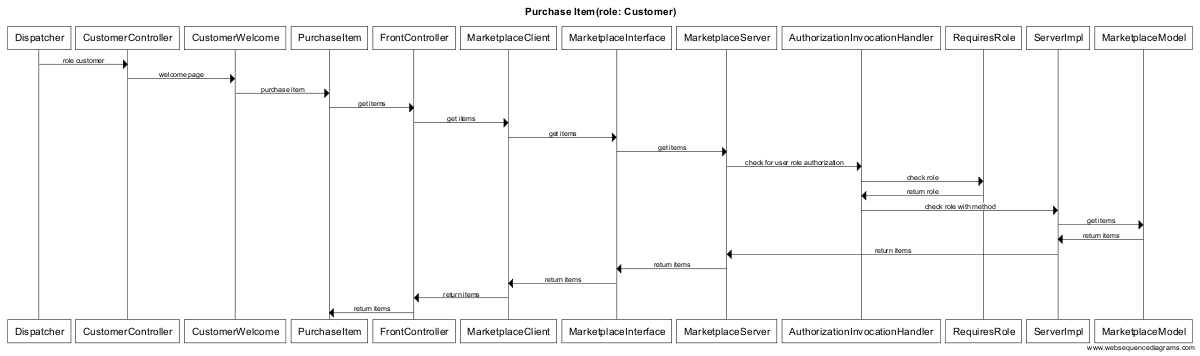 Purchase Item(role: Customer)
Dispatcher CustomerController CustomerWelcome PurchaseItem FrontController MarketplaceClient MarketplaceInterface MarketplaceServer AuthorizationInvocationHandler RequiresRole ServerImpl MarketplaceModel
role customer
welcome page
purchase item
get items
get items
get items
get items
check for user role authorization
check role
return role
check role with method
get items
return items
return items
return items
return items
return items
return items
Dispatcher CustomerController CustomerWelcome PurchaseItem FrontController MarketplaceClient MarketplaceInterface MarketplaceServer AuthorizationInvocationHandler RequiresRole ServerImpl MarketplaceModel
www.websequencediagrams.com